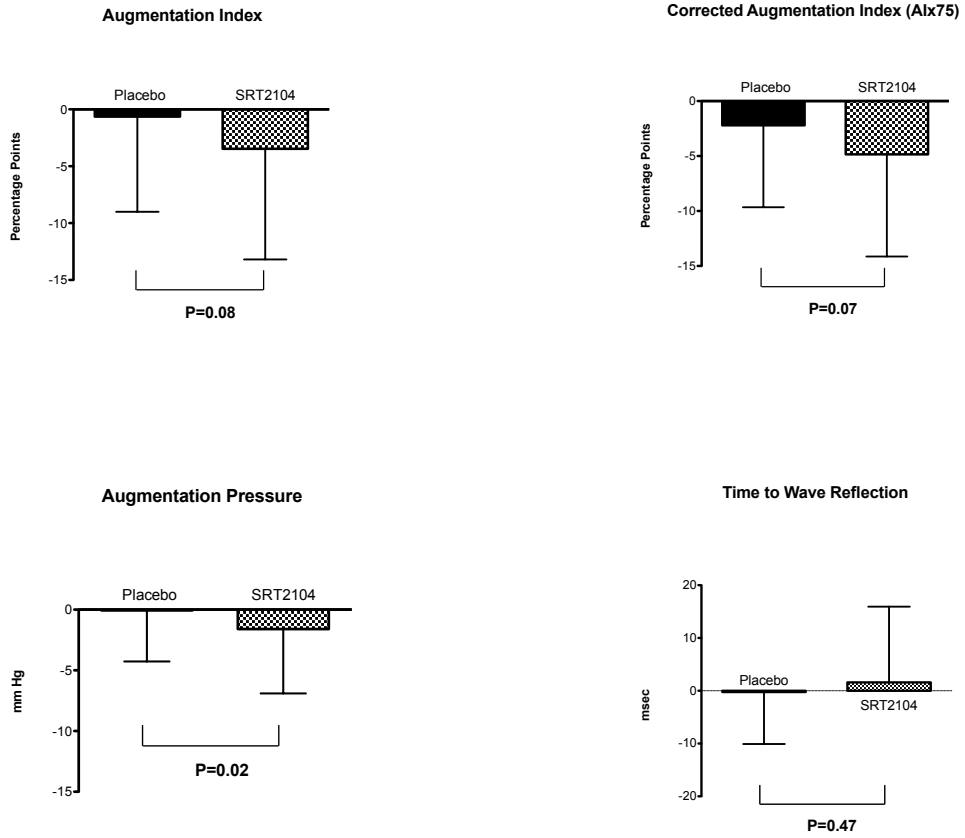 Augmentation Index
Placebo SRT2104
0
-5
-10
-15
Percentage Points
P=0.08
Corrected Augmentation Index (AIx75)
Placebo SRT2104
0
-5
-10
-15
Percentage Points
P=0.07
Augmentation Pressure
Placebo SRT2104
0
-5
-10
-15
mm Hg
P=0.02
Time to Wave Reflection
20
10
0
-10
-20
msec
Placebo
SRT2104
P=0.47